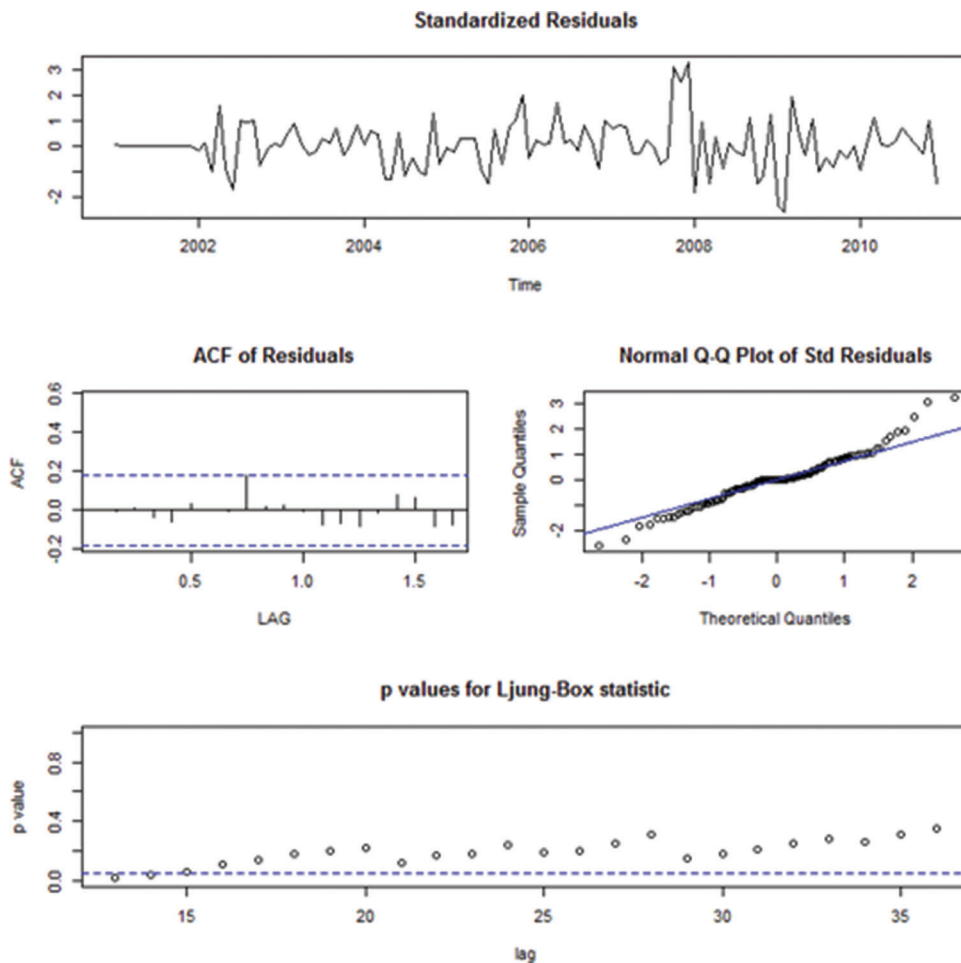 Standardized Residuals
3
2
1
0
-2
2002 2004 2006 2008 2010
Time
ACF of Residuals
ACF
0.6
0.4
0.2
0.0
-0.2
0.5 1.0 1.5
LAG
Normal Q-Q Plot of Std Residuals
Sample Quantiles
3
2
1
0
-2
-2 -1 0 1 2
Theoretical Quantiles
p values for Ljung-Box statistic
p value
0.8
0.4
0.0
15 20 25 30 35
lag